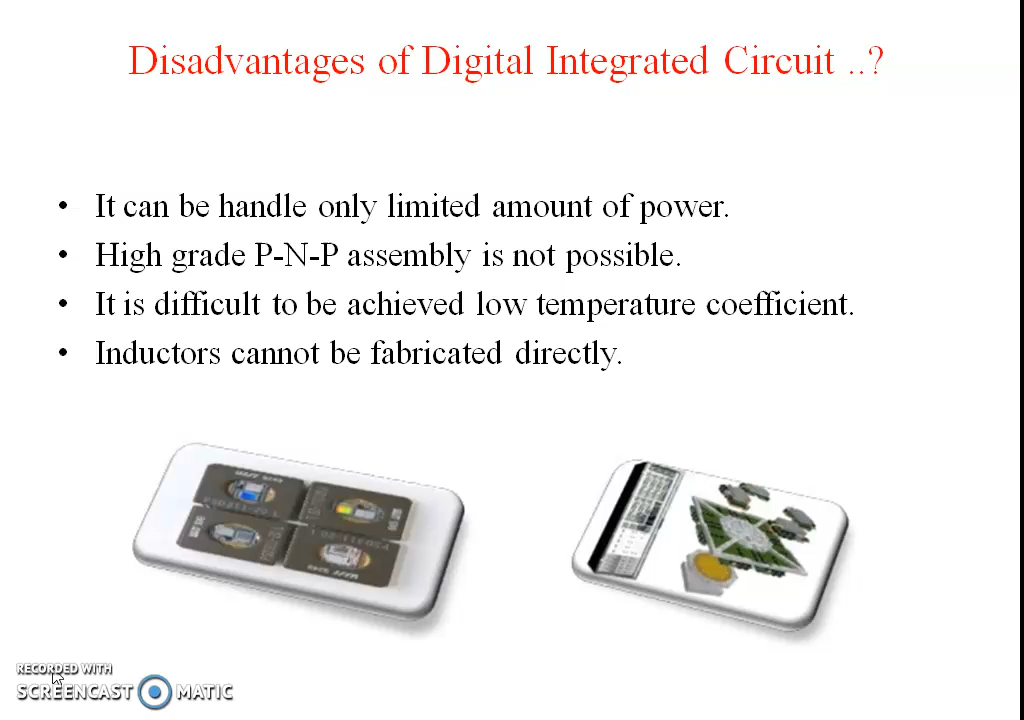 Disadvantages of Digital Integrated Circuit ..?
• It can be handle only limited amount of power.
• High grade P-N-P assembly is not possible.
• It is difficult to be achieved low temperature coefficient.
• Inductors cannot be fabricated directly.
RECORDED WITH
SCREENCAST MATIC